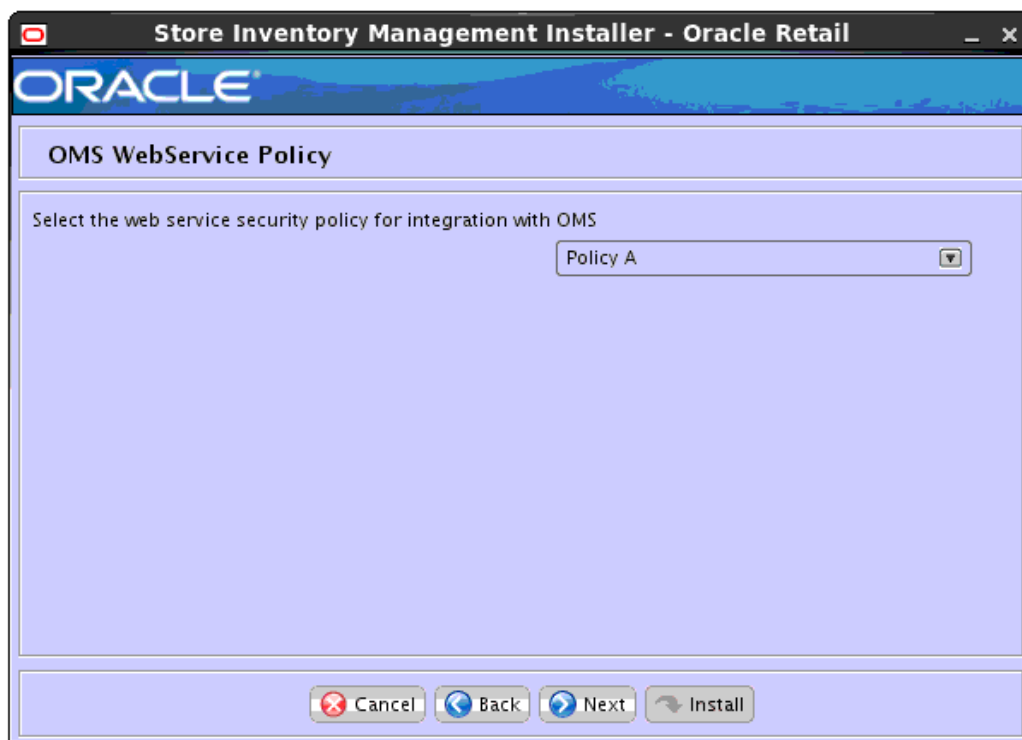 Store Inventory Management Installer - Oracle Retail
ORACLE
OMS WebService Policy
Select the web service security policy for integration with OMS
Policy A
Cancel Back Next Install